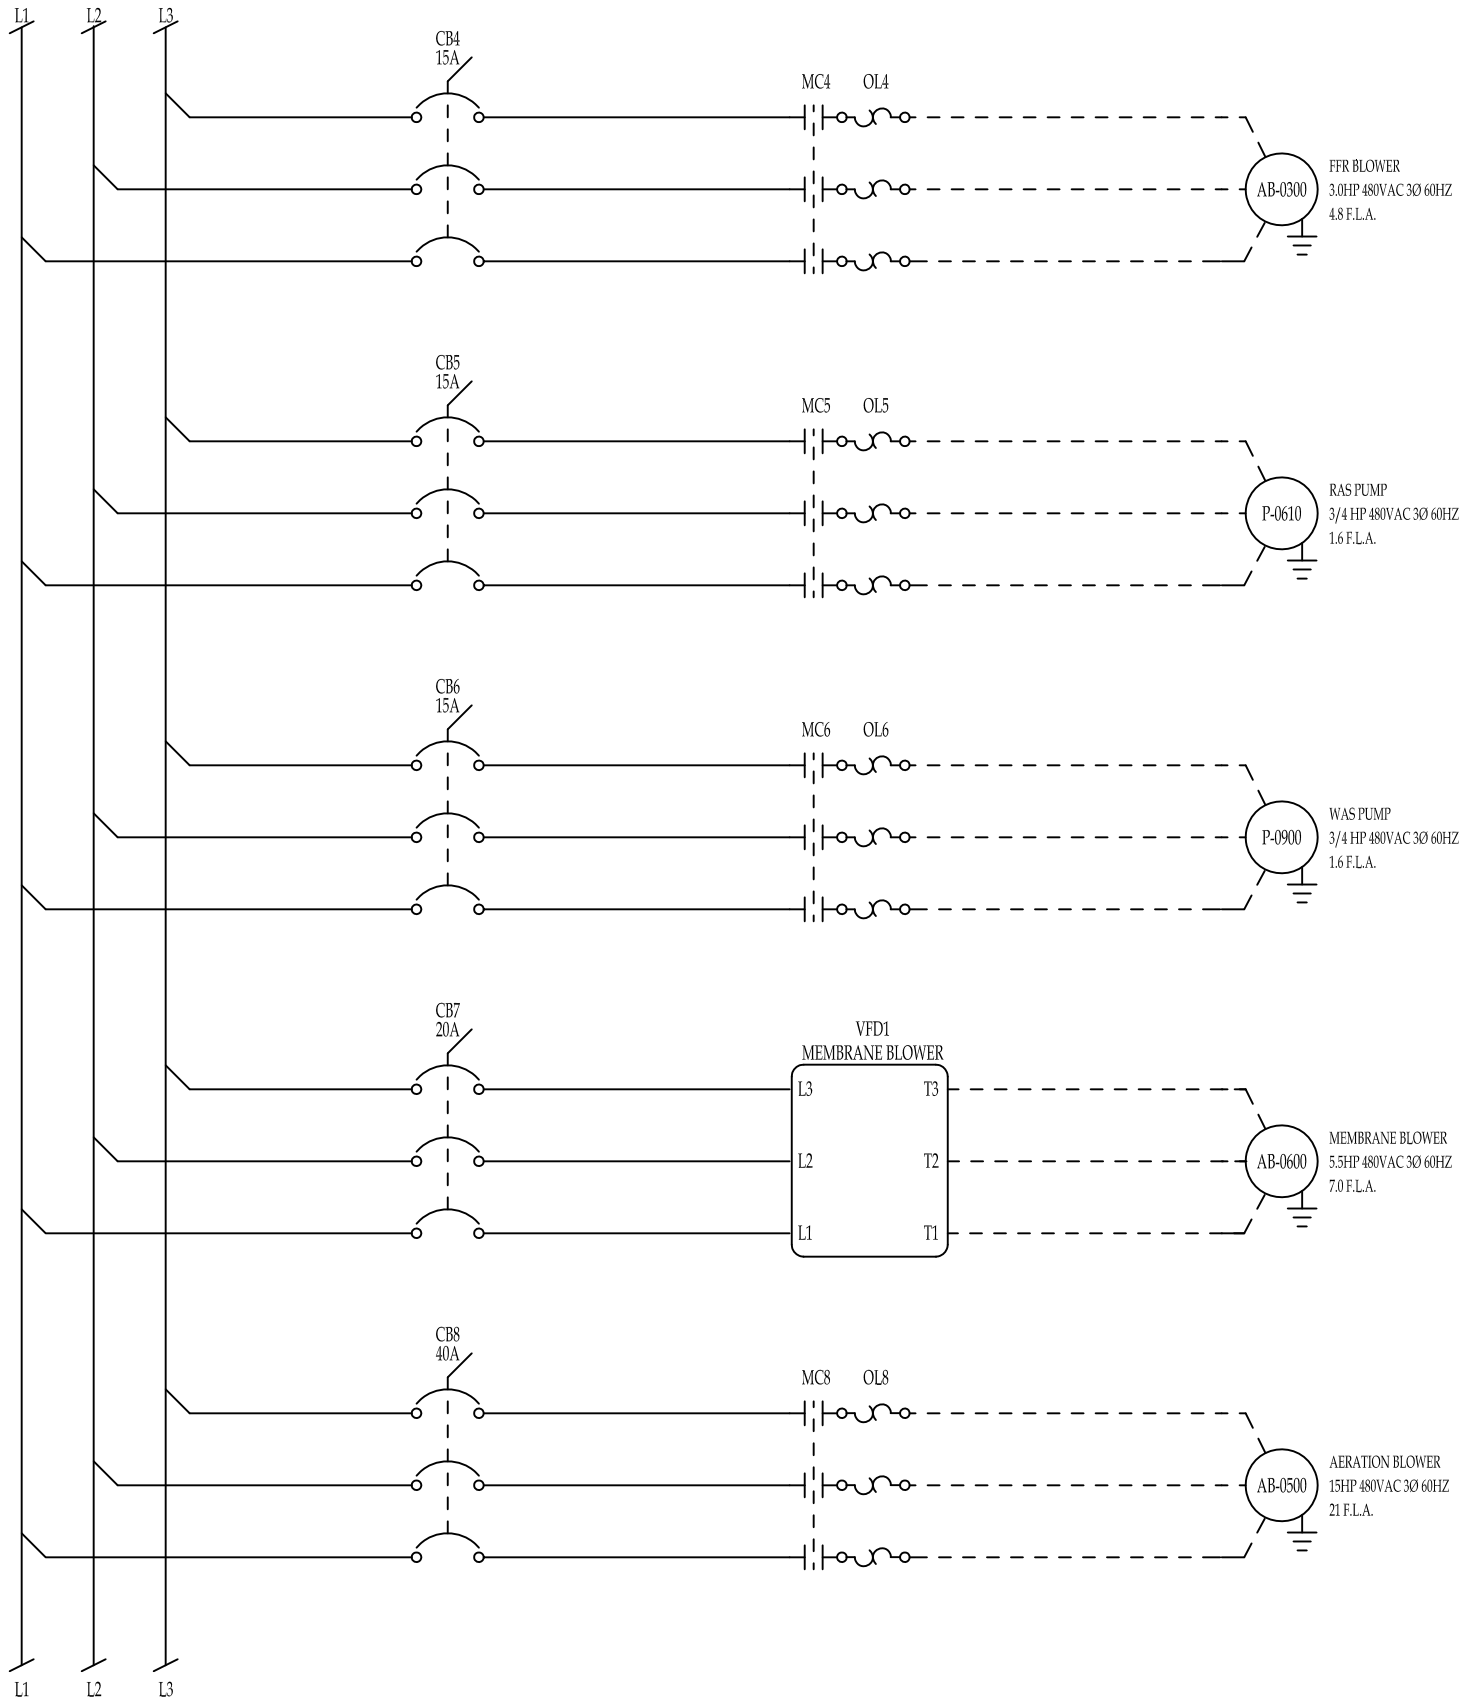 L1 L2 L3
CB4
15A
MC4 OL4
AB-0300
FFR BLOWER
3.0HP 480VAC 3Ø 60HZ
4.8 F.L.A.
CB5
15A
MC5 OL5
P-0610
RAS PUMP
3/4 HP 480VAC 3Ø 60HZ
1.6 F.L.A.
CB6
15A
MC6 OL6
P-0900
WAS PUMP
3/4 HP 480VAC 3Ø 60HZ
1.6 F.L.A.
CB7
20A
VFD1
MEMBRANE BLOWER
L3 T3
L2 T2
L1 T1
AB-0600
MEMBRANE BLOWER
5.5HP 480VAC 3Ø 60HZ
7.0 F.L.A.
CB8
40A
MC8 OL8
AB-0500
AERATION BLOWER
15HP 480VAC 3Ø 60HZ
21 F.L.A.
L1 L2 L3